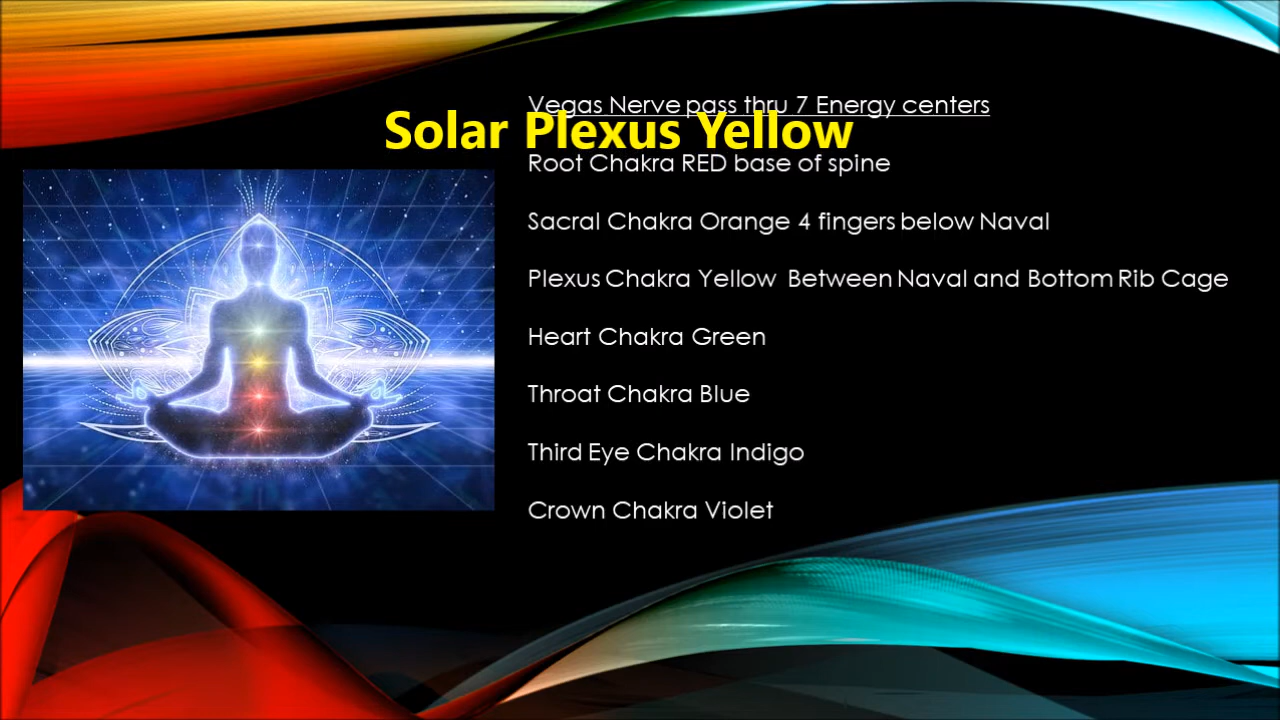 Vegas Nerve pass thru 7 Energy centers
Solar Plexus Yellow
Root Chakra RED base of spine
Sacral Chakra Orange 4 fingers below Naval
Plexus Chakra Yellow  Between Naval and Bottom Rib Cage
Heart Chakra Green
Throat Chakra Blue
Third Eye Chakra Indigo
Crown Chakra Violet